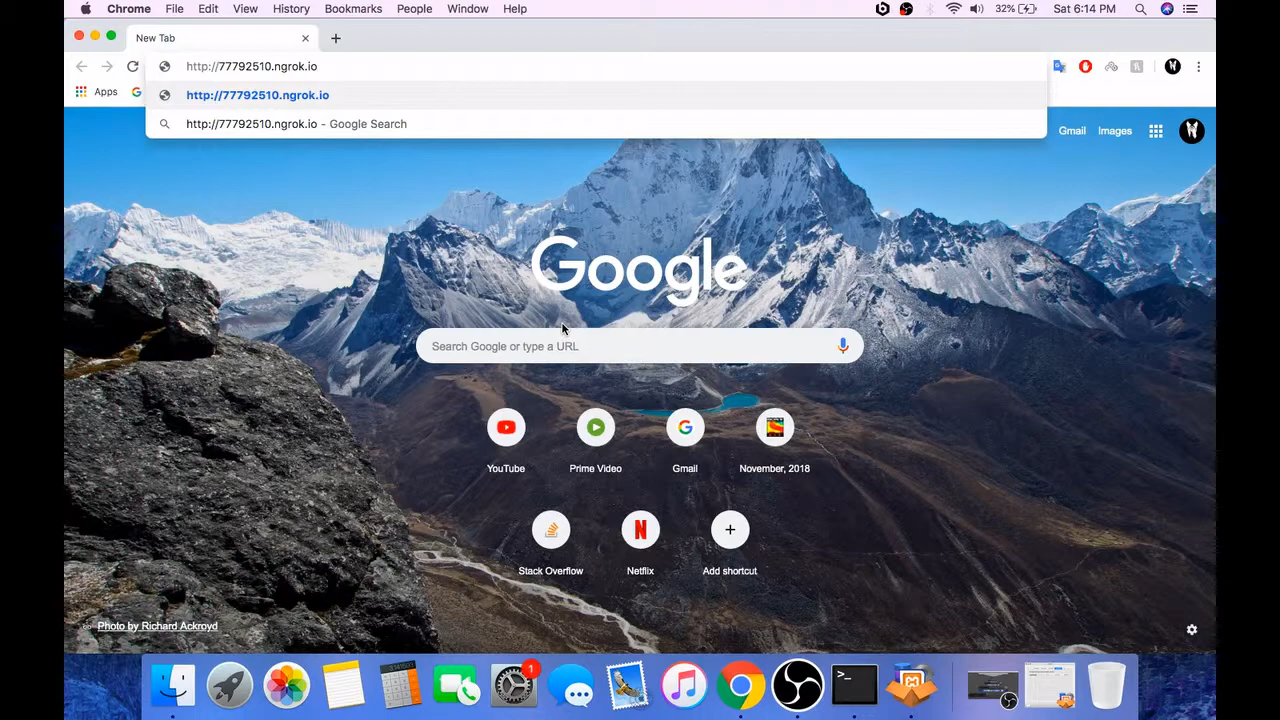 Chrome File Edit View History Bookmarks People Window Help 32% Sat 6:14 PM
New Tab
http://77792510.ngrok.io
Apps
http://77792510.ngrok.io
http://77792510.ngrok.io - Google Search
Gmail Images
Google
Search Google or type a URL
YouTube Prime Video Gmail November, 2018
Stack Overflow Netflix Add shortcut
Photo by Richard Ackroyd
1